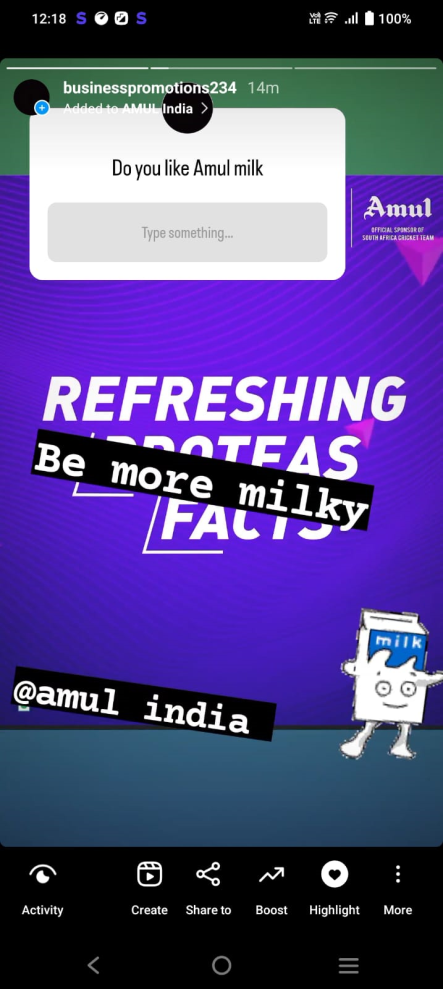 12:18
VoI LTE
100%
businesspromotions234 14m
Added to AMUL India
Do you like Amul milk
Type something...
Amul
OFFICIAL SPONSOR OF
SOUTH AFRICA CRICKET TEAM
REFRESHING
PROTEAS
FACTS
Be more milky
milk
@amul india
Activity
Create
Share to
Boost
Highlight
More